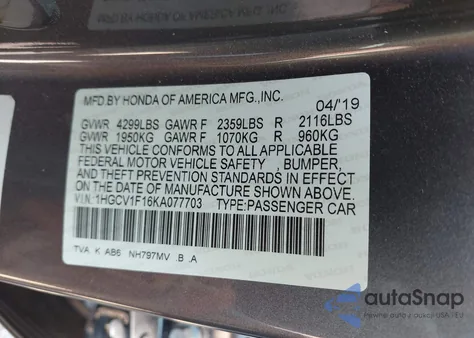 MFD.BY HONDA OF AMERICA MFG.,INC.
04/'19
GVWR 4299LBS GAWR F 2359LBS R 2116LBS
GVWR 1950KG GAWR F 1070KG R 960KG
THIS VEHICLE CONFORMS TO ALL APPLICABLE
FEDERAL MOTOR VEHICLE SAFETY , BUMPER,
AND THEFT PREVENTION STANDARDS IN EFFECT
ON THE DATE OF MANUFACTURE SHOWN ABOVE.
V.I.N.:1HGCV1F16KA077703 TYPE:PASSENGER CAR
TVA K AB6 NH797MV .B .A
autoSnap